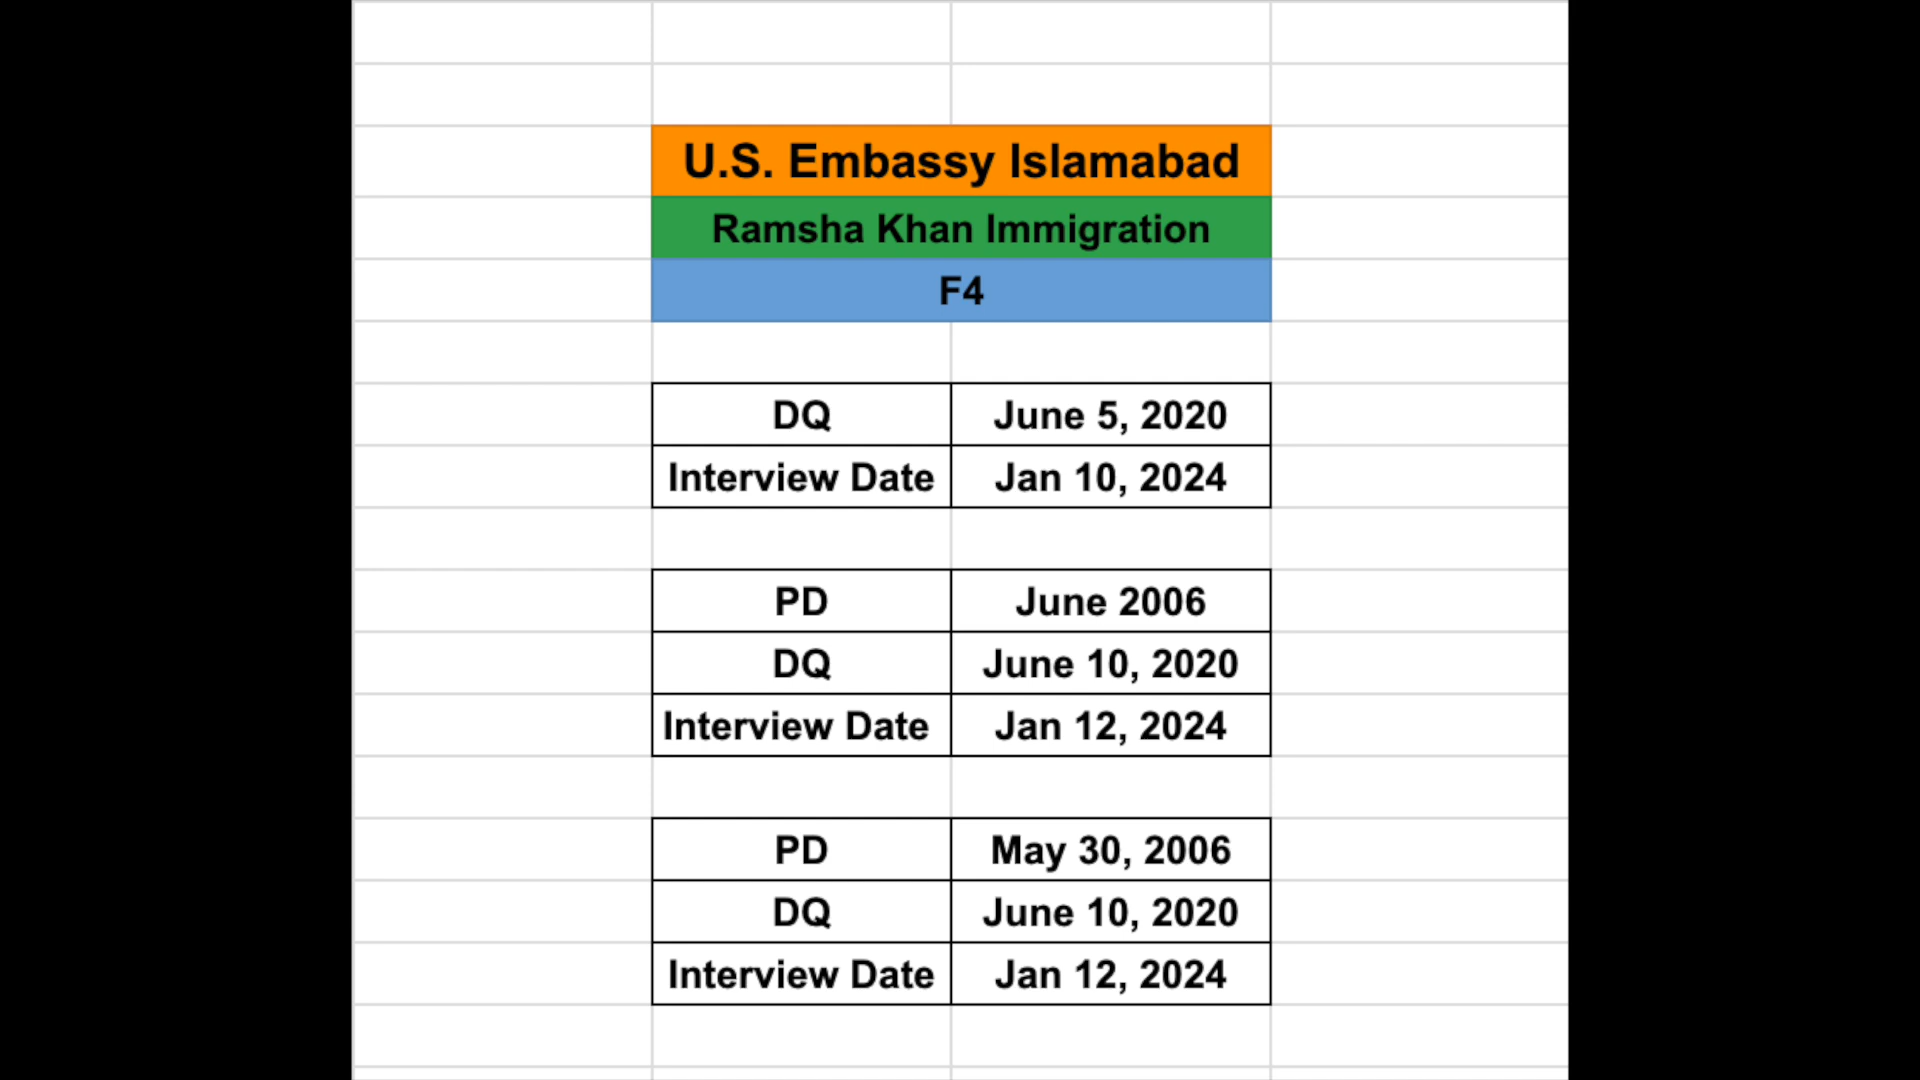 U.S. Embassy Islamabad
Ramsha Khan Immigration
F4
DQ June 5, 2020
Interview Date Jan 10, 2024
PD June 2006
DQ June 10, 2020
Interview Date Jan 12, 2024
PD May 30, 2006
DQ June 10, 2020
Interview Date Jan 12, 2024